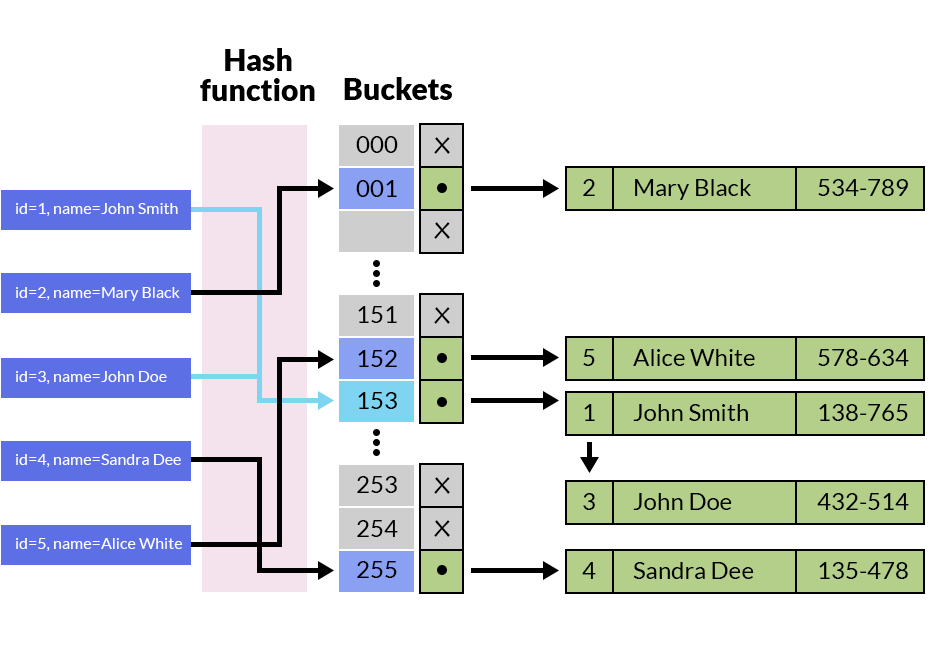 Hash
function
Buckets
id=1, name=John Smith
id=2, name=Mary Black
id=3, name=John Doe
id=4, name=Sandra Dee
id=5, name=Alice White
000
001
151
152
153
253
254
255
2 Mary Black 534-789
5 Alice White 578-634
1 John Smith 138-765
3 John Doe 432-514
4 Sandra Dee 135-478